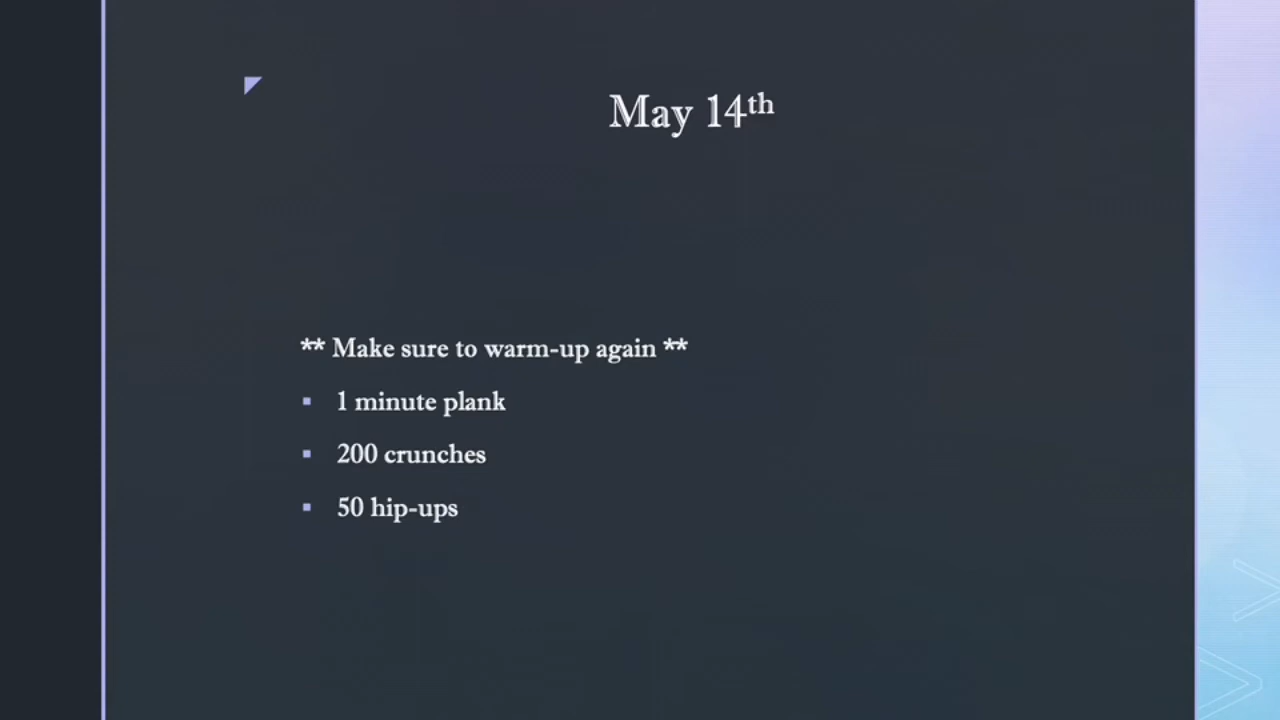 May 14th
** Make sure to warm-up again **
▪ 1 minute plank
▪ 200 crunches
▪ 50 hip-ups